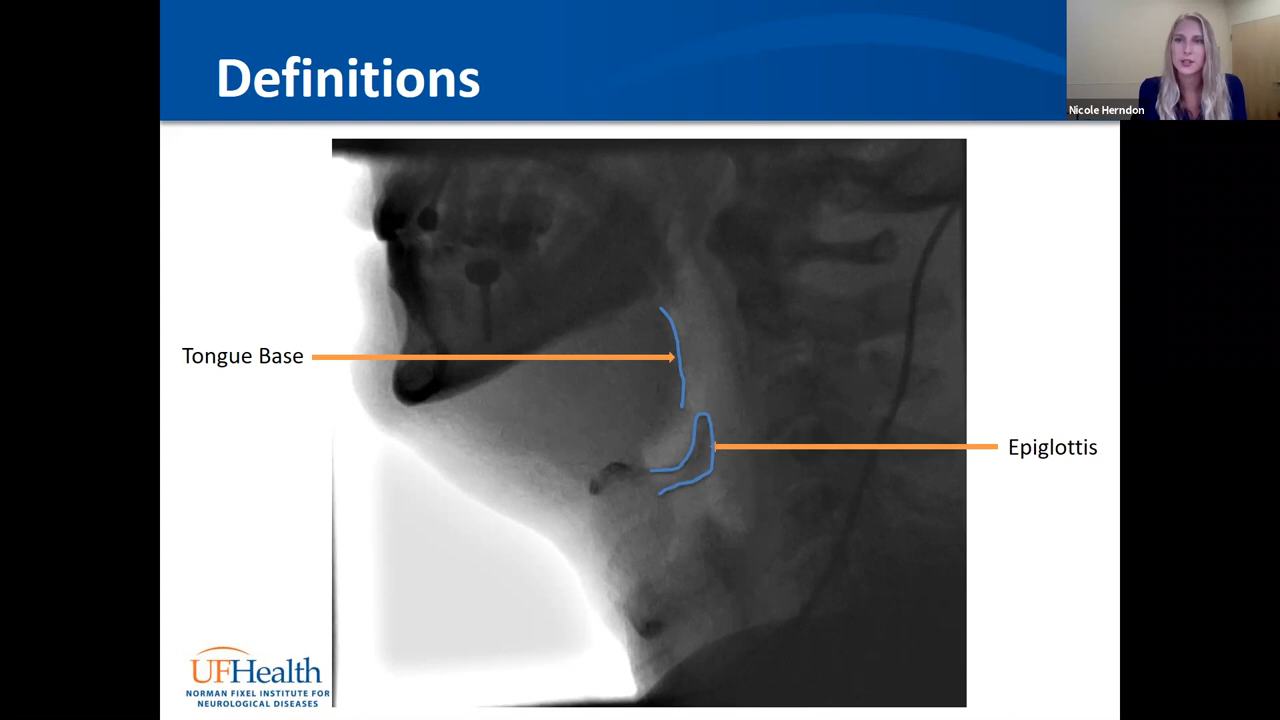 Definitions
Nicole Herndon
Tongue Base
Epiglottis
UFHealth
NORMAN FIXEL INSTITUTE FOR
NEUROLOGICAL DISEASES